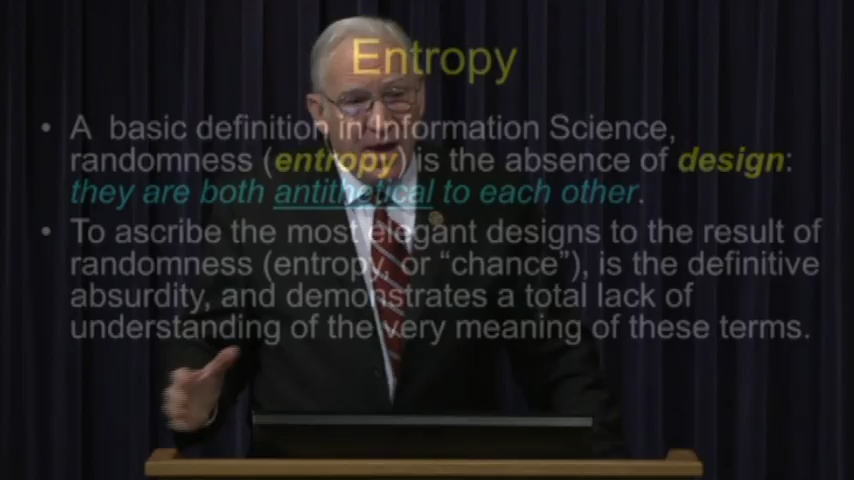 Entropy
• A basic definition in Information Science,
randomness (entropy) is the absence of design:
they are both antithetical to each other.
• To ascribe the most elegant designs to the result of
randomness (entropy, or “chance”), is the definitive
absurdity, and demonstrates a total lack of
understanding of the very meaning of these terms.